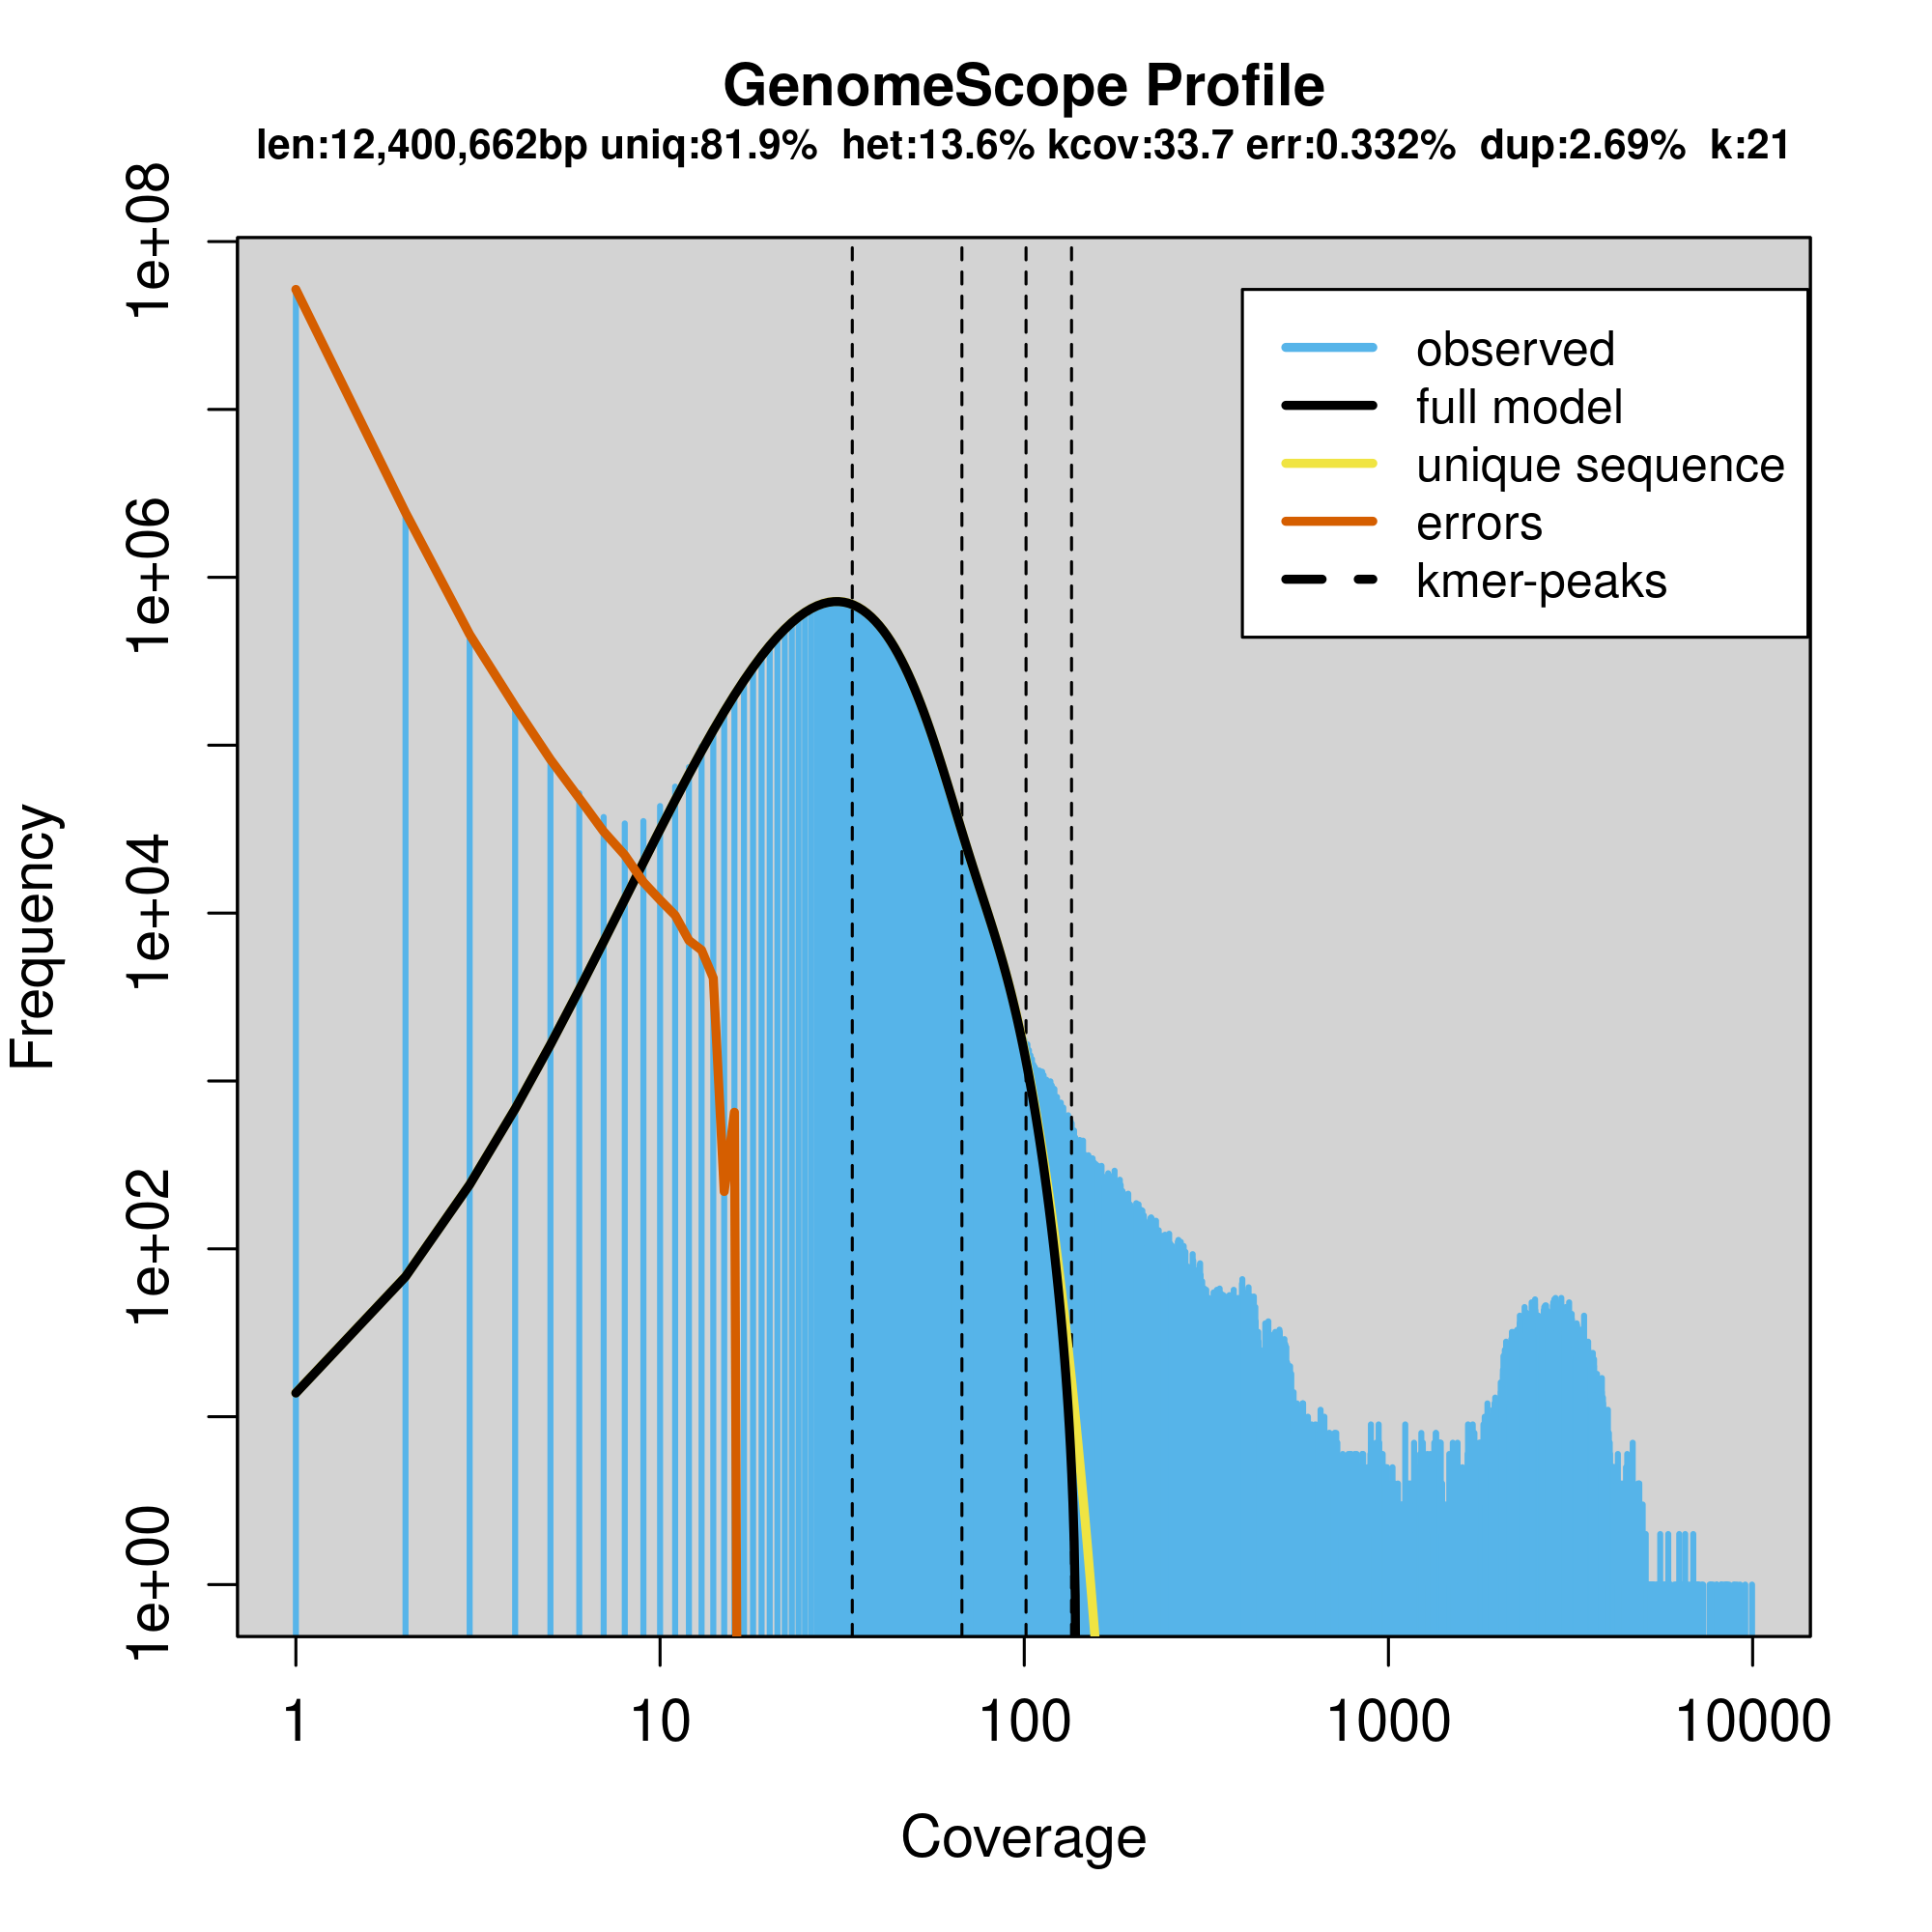 GenomeScope Profile
len:12,400,662bp uniq:81.9% het:13.6% kcov:33.7 err:0.332% dup:2.69% k:21
1e+08
1e+06
1e+04
1e+02
1e+00
Frequency
observed
full model
unique sequence
errors
kmer-peaks
1 10 100 1000 10000
Coverage